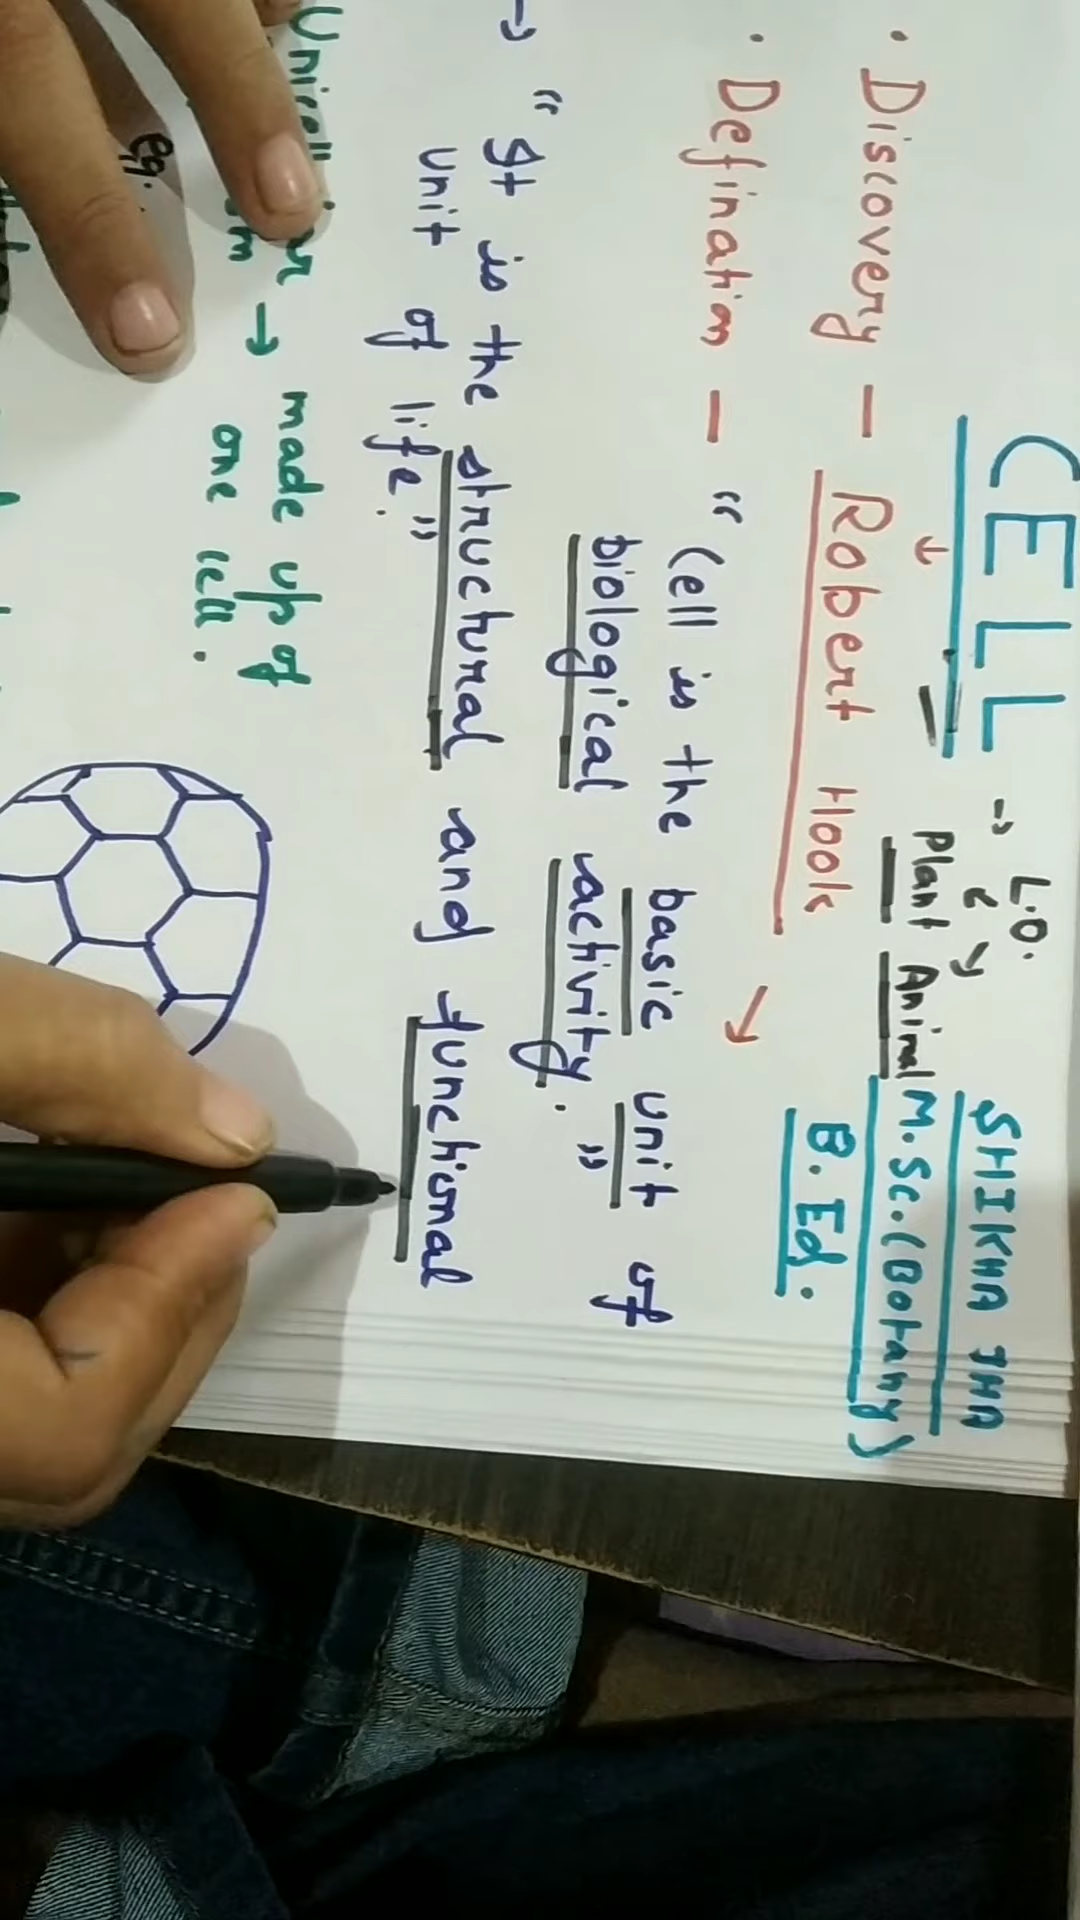 CELL → L.O.
Plant Animal
SHIKHA JHA
M.Sc.(Botany)
B.Ed.
• Discovery — Robert Hook
• Defination — "Cell is the basic unit of
biological activity."
→ "It is the structural and functional
unit of life."
→ made up of
one cell.
eg.